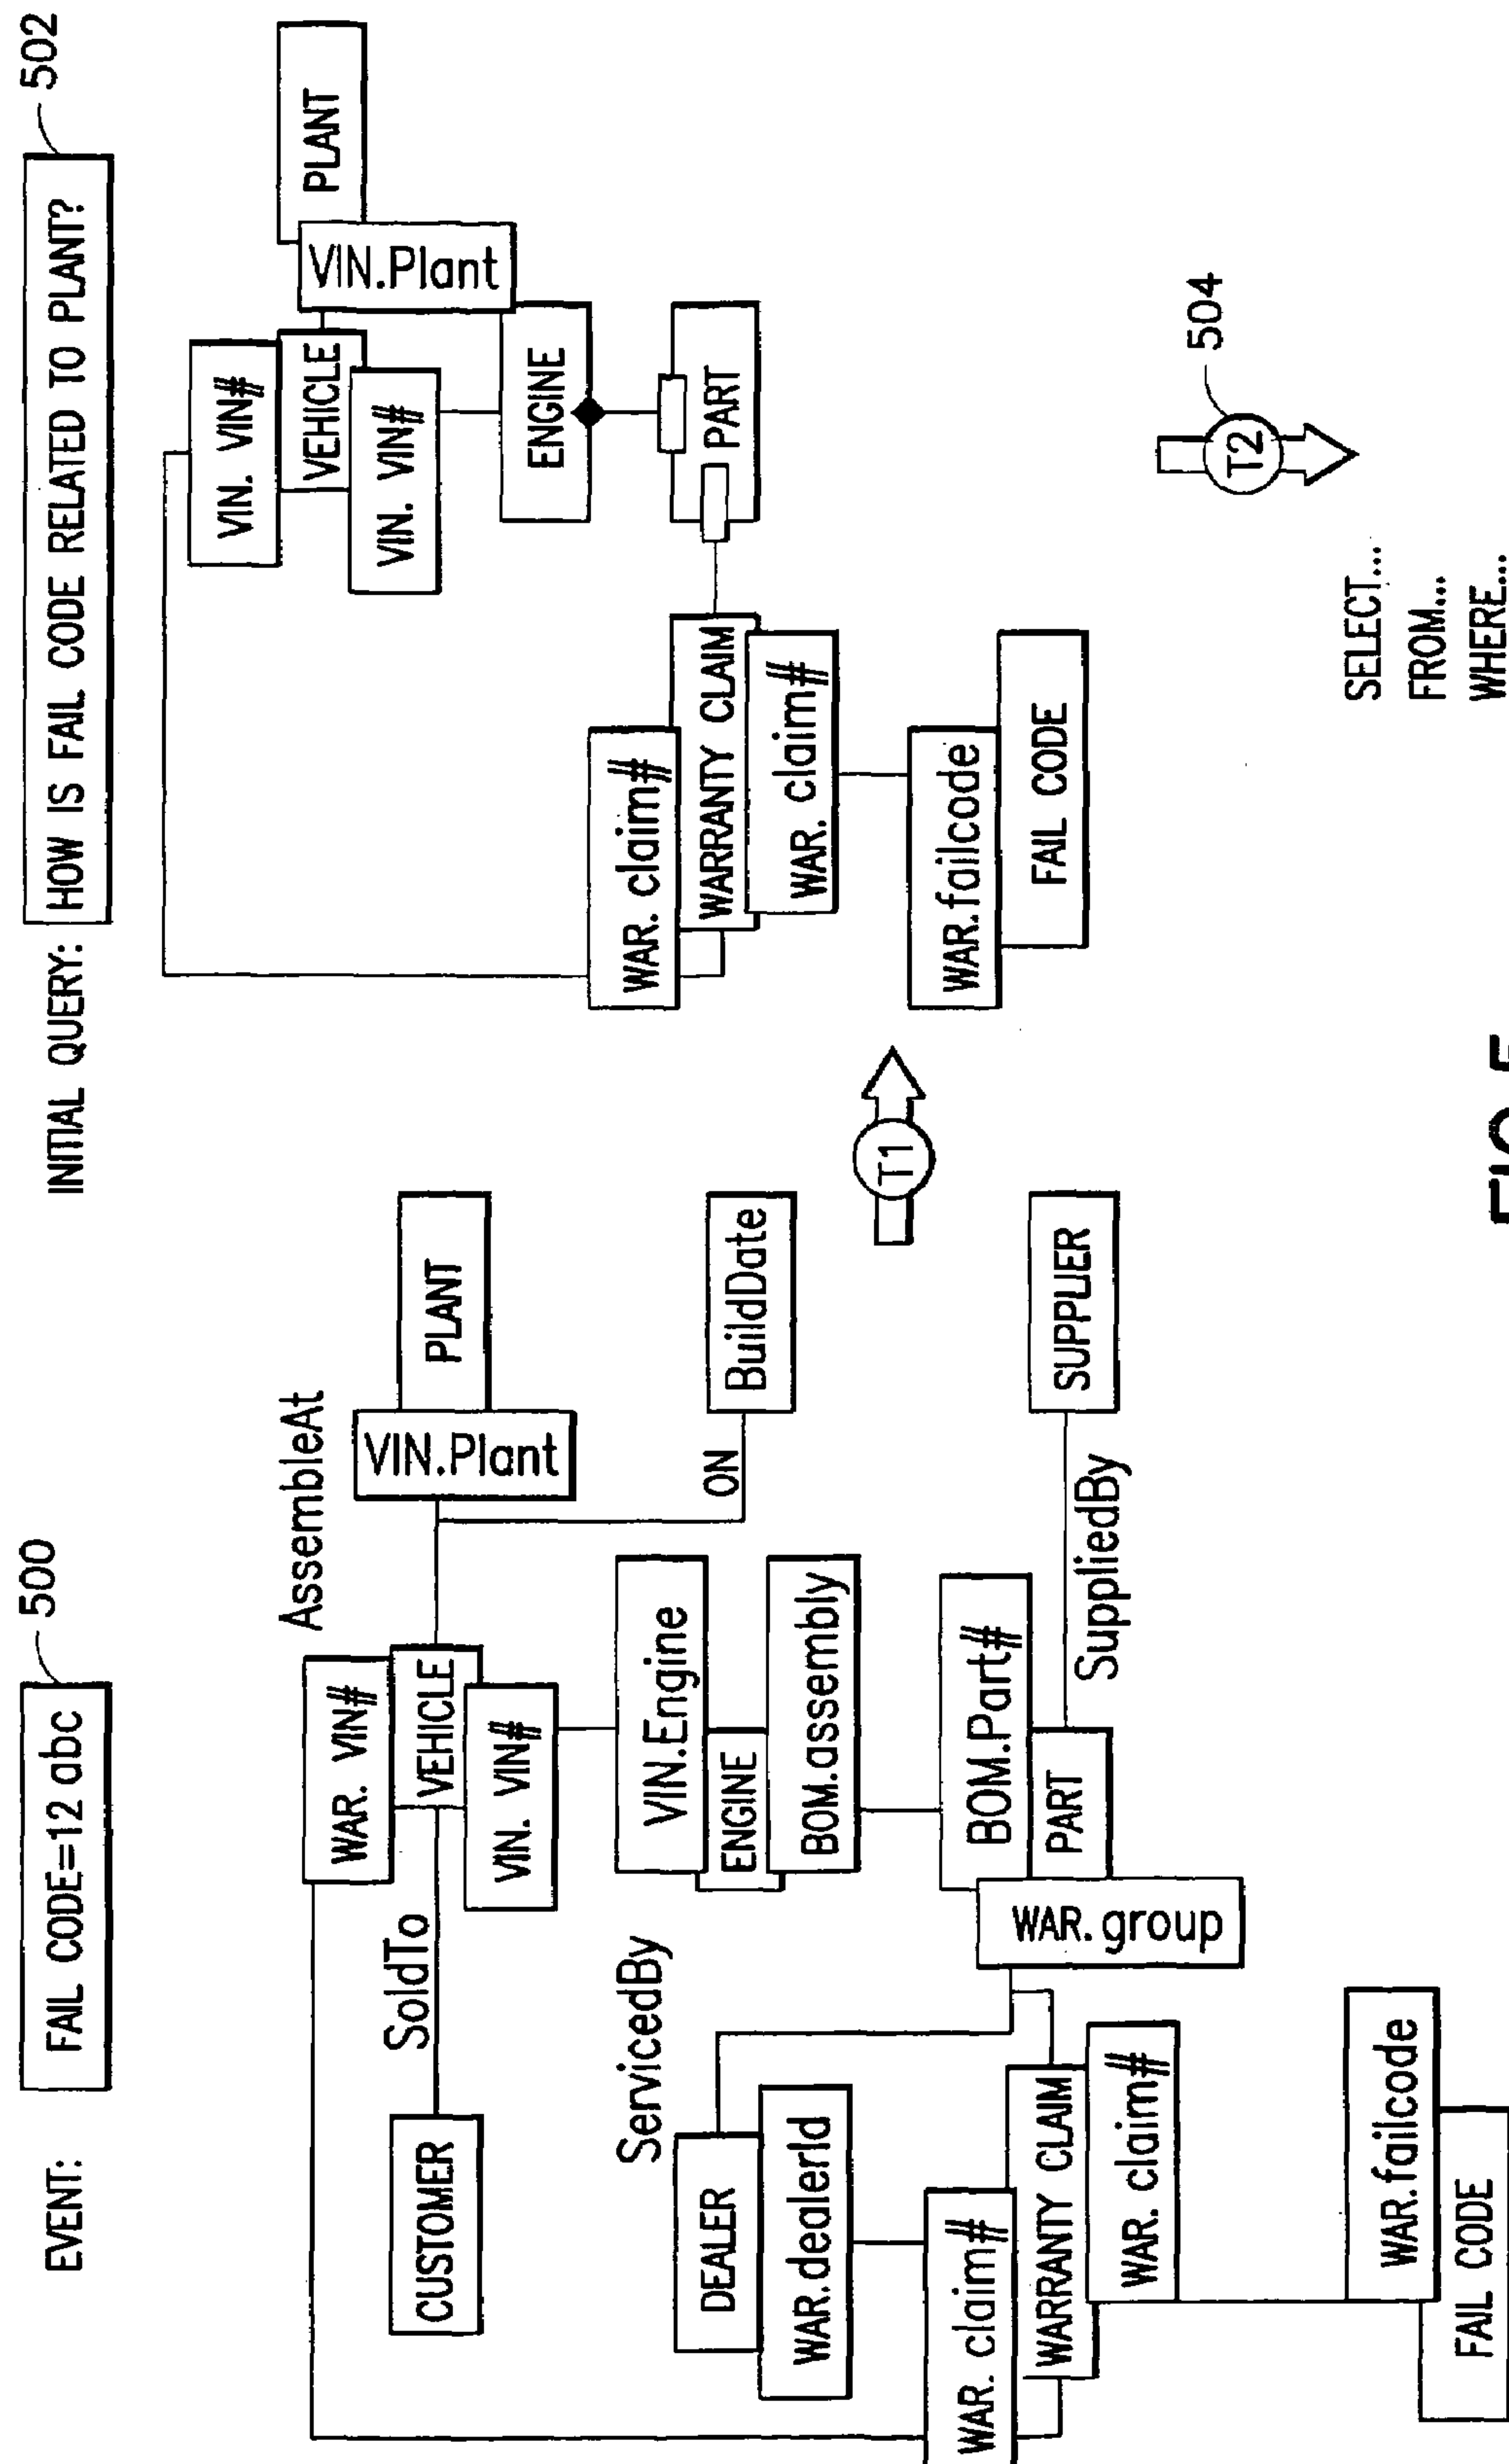 EVENT: FAIL CODE=12 abc 500
INITIAL QUERY: HOW IS FAIL CODE RELATED TO PLANT? 502
AssembleAt
WAR. VIN#
VEHICLE
VIN. VIN#
SoldTo
CUSTOMER
VIN.Plant
PLANT
ON
BuildDate
VIN.Engine
ENGINE
BOM.assembly
ServicedBy
DEALER
WAR.dealerId
BOM.Part#
PART
WAR.group
SuppliedBy
SUPPLIER
WAR. claim#
WARRANTY CLAIM
WAR. claim#
WAR.failcode
FAIL CODE
T1
VIN. VIN#
VEHICLE
VIN. VIN#
VIN.Plant
PLANT
ENGINE
PART
WAR. claim#
WARRANTY CLAIM
WAR. claim#
WAR.failcode
FAIL CODE
504
T2
SELECT...
FROM...
WHERE...